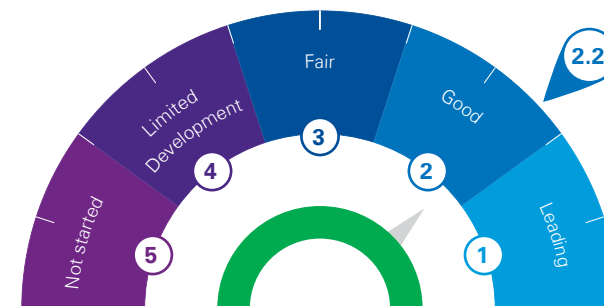 Fair
2.2
Limited
Development
Good
3
4
2
Not started
Leading
5
1